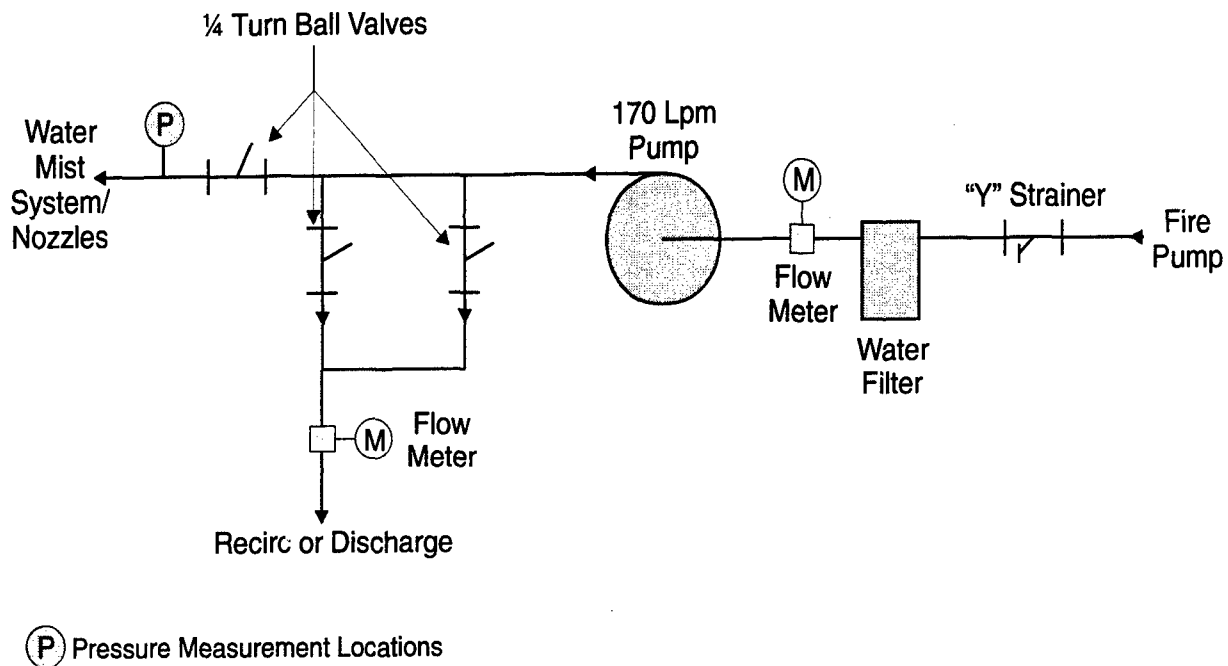 ¼ Turn Ball Valves
170 Lpm
Pump
Water
Mist
System/
Nozzles
P
M
"Y" Strainer
Fire
Pump
Flow
Meter
Water
Filter
M
Flow
Meter
Recirc or Discharge
P Pressure Measurement Locations